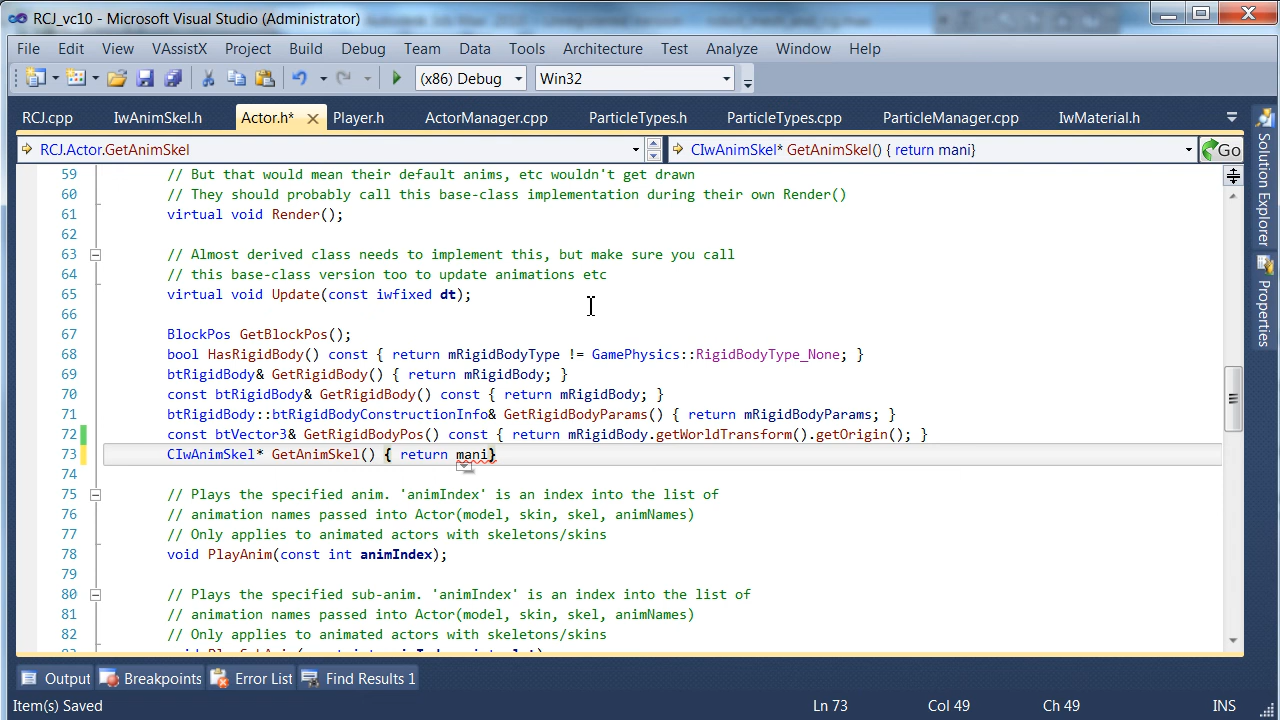 RCJ_vc10 - Microsoft Visual Studio (Administrator)
File Edit View VAssistX Project Build Debug Team Data Tools Architecture Test Analyze Window Help
(x86) Debug Win32
RCJ.cpp IwAnimSkel.h Actor.h* Player.h ActorManager.cpp ParticleTypes.h ParticleTypes.cpp ParticleManager.cpp IwMaterial.h
RCJ.Actor.GetAnimSkel CIwAnimSkel* GetAnimSkel() { return mani} Go
59 // But that would mean their default anims, etc wouldn't get drawn
60 // They should probably call this base-class implementation during their own Render()
61 virtual void Render();
62
63 // Almost derived class needs to implement this, but make sure you call
64 // this base-class version too to update animations etc
65 virtual void Update(const iwfixed dt);
66
67 BlockPos GetBlockPos();
68 bool HasRigidBody() const { return mRigidBodyType != GamePhysics::RigidBodyType_None; }
69 btRigidBody& GetRigidBody() { return mRigidBody; }
70 const btRigidBody& GetRigidBody() const { return mRigidBody; }
71 btRigidBody::btRigidBodyConstructionInfo& GetRigidBodyParams() { return mRigidBodyParams; }
72 const btVector3& GetRigidBodyPos() const { return mRigidBody.getWorldTransform().getOrigin(); }
73 CIwAnimSkel* GetAnimSkel() { return mani}
74
75 // Plays the specified anim. 'animIndex' is an index into the list of
76 // animation names passed into Actor(model, skin, skel, animNames)
77 // Only applies to animated actors with skeletons/skins
78 void PlayAnim(const int animIndex);
79
80 // Plays the specified sub-anim. 'animIndex' is an index into the list of
81 // animation names passed into Actor(model, skin, skel, animNames)
82 // Only applies to animated actors with skeletons/skins
Solution Explorer
Properties
Output Breakpoints Error List Find Results 1
Item(s) Saved Ln 73 Col 49 Ch 49 INS